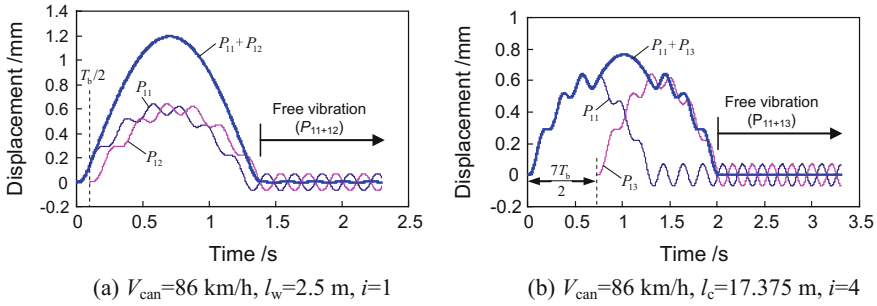 (a)
1.4
1.2
1
0.8
0.6
0.4
0.2
0
-0.2
Displacement /mm
T_b/2
P_11 + P_12
P_11
P_12
Free vibration
(P_11+12)
0 0.5 1 1.5 2 2.5
Time /s
(a) V_can=86 km/h, l_w=2.5 m, i=1
(b)
1
0.8
0.6
0.4
0.2
0
-0.2
Displacement /mm
P_11 + P_13
P_11
P_13
7T_b
2
Free vibration
(P_11+13)
0 0.5 1 1.5 2 2.5 3 3.5
Time /s
(b) V_can=86 km/h, l_c=17.375 m, i=4